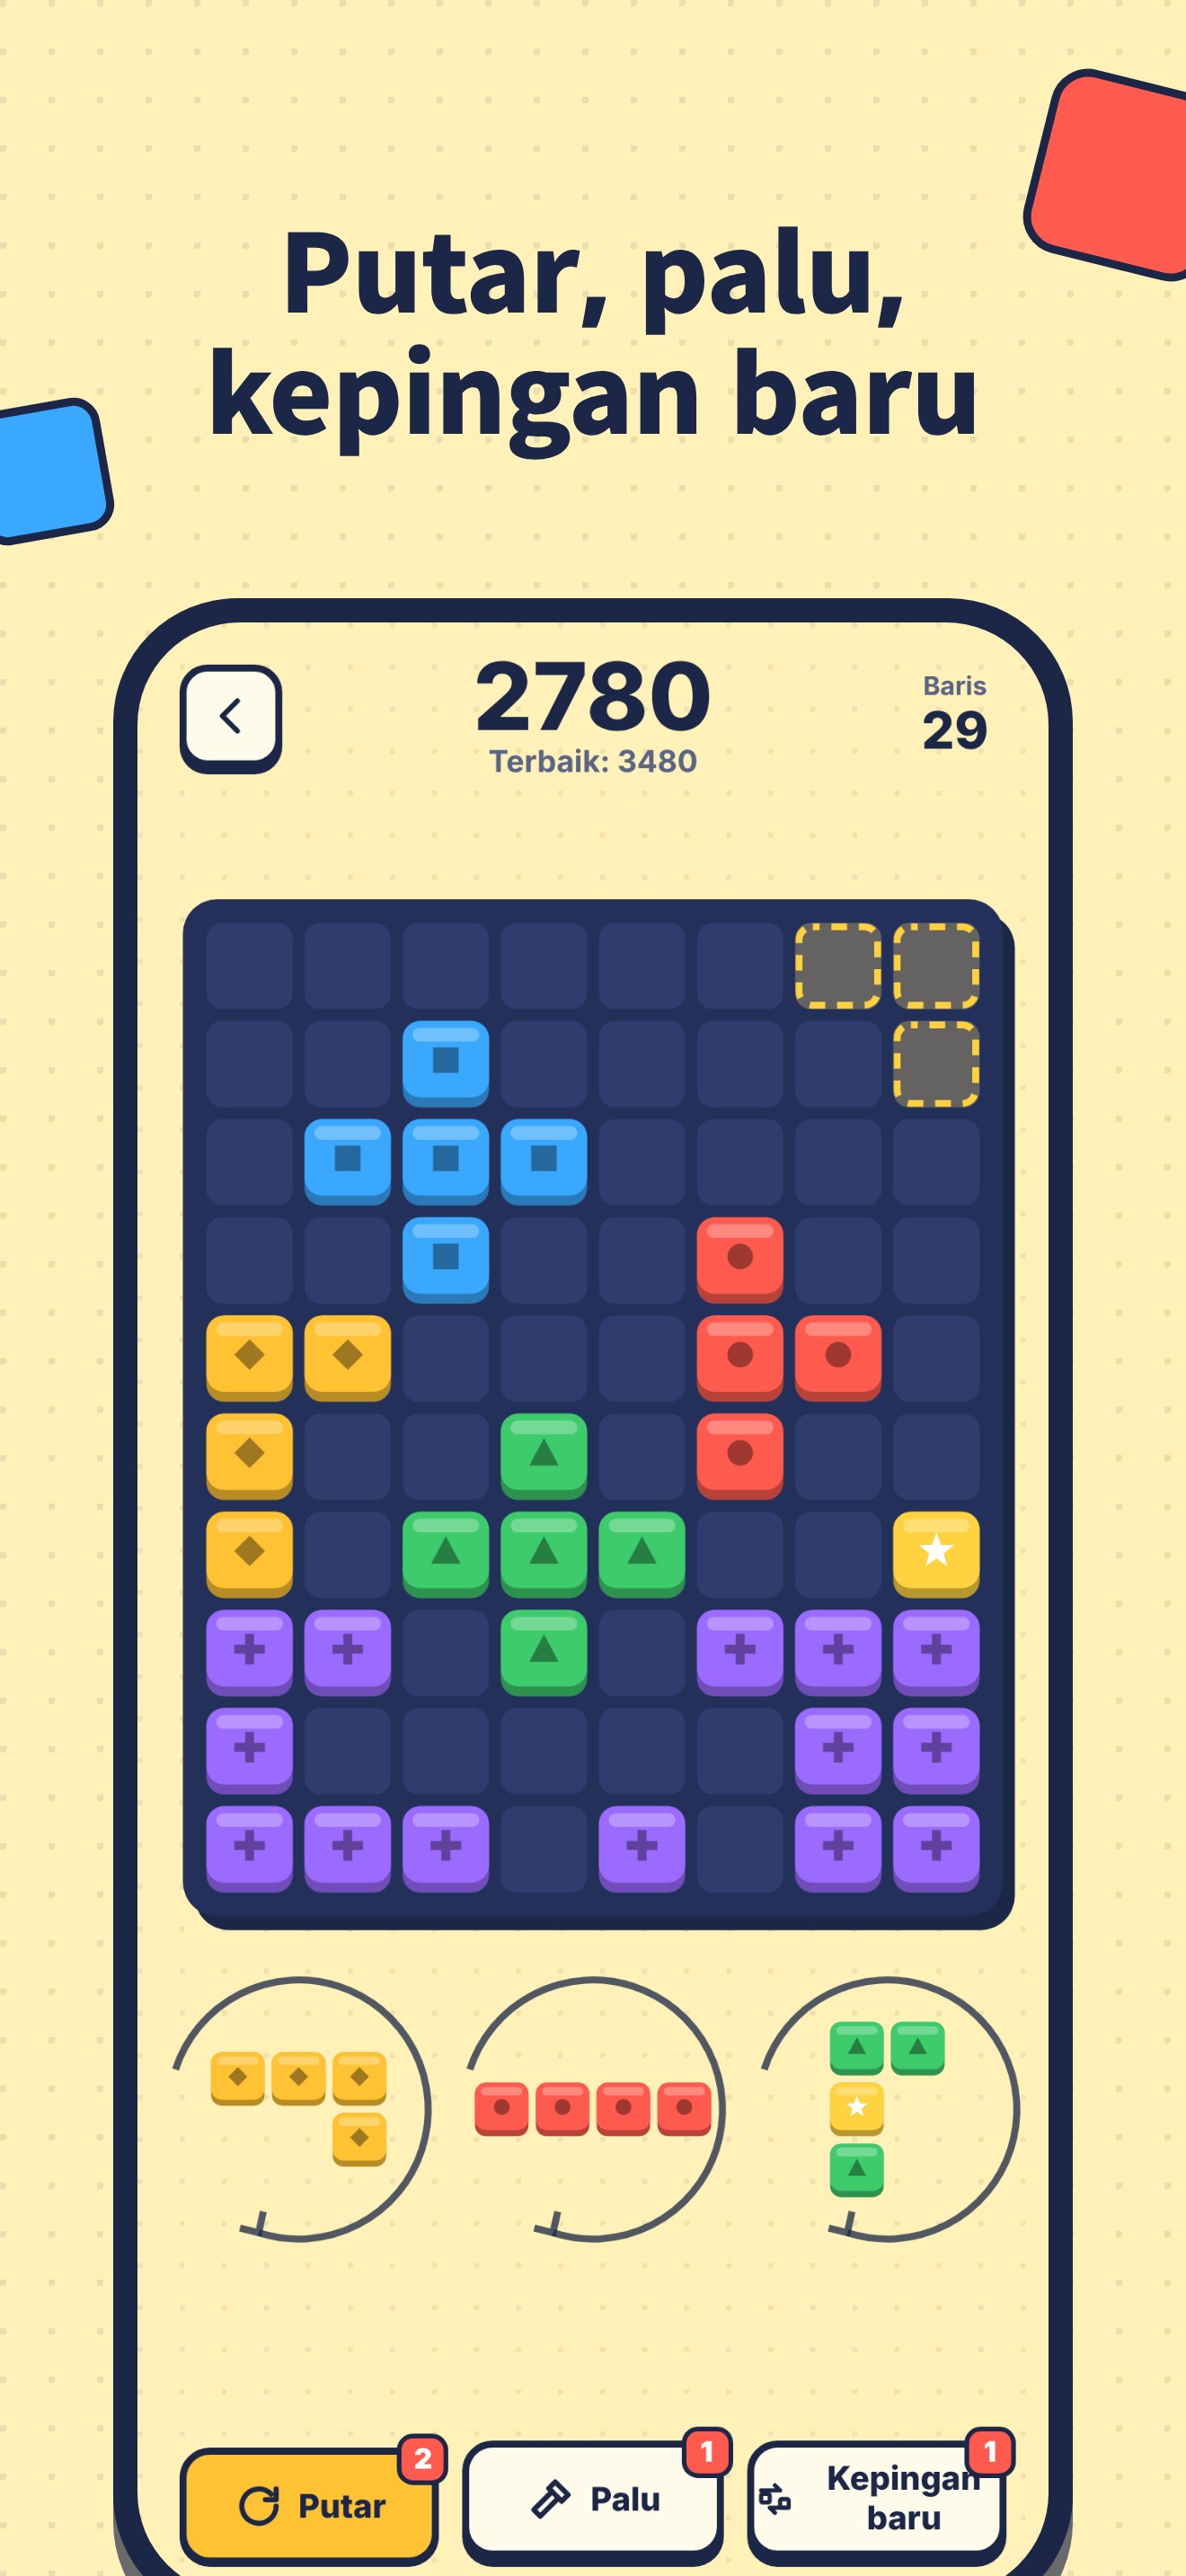 Putar, palu,
kepingan baru
2780
Terbaik: 3480
Baris
29
2
Putar
1
Palu
1
Kepingan
baru